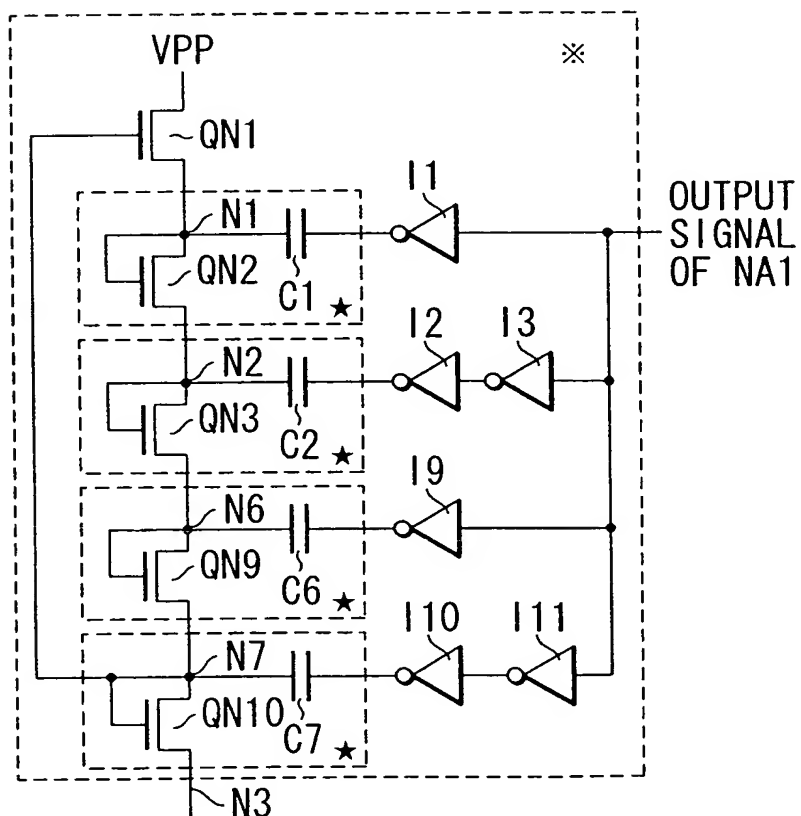 VPP
※
QN1
I1
OUTPUT
SIGNAL
OF NA1
N1
QN2
C1
★
I2
I3
N2
QN3
C2
★
I9
N6
QN9
C6
★
I10
I11
N7
QN10
C7
★
N3